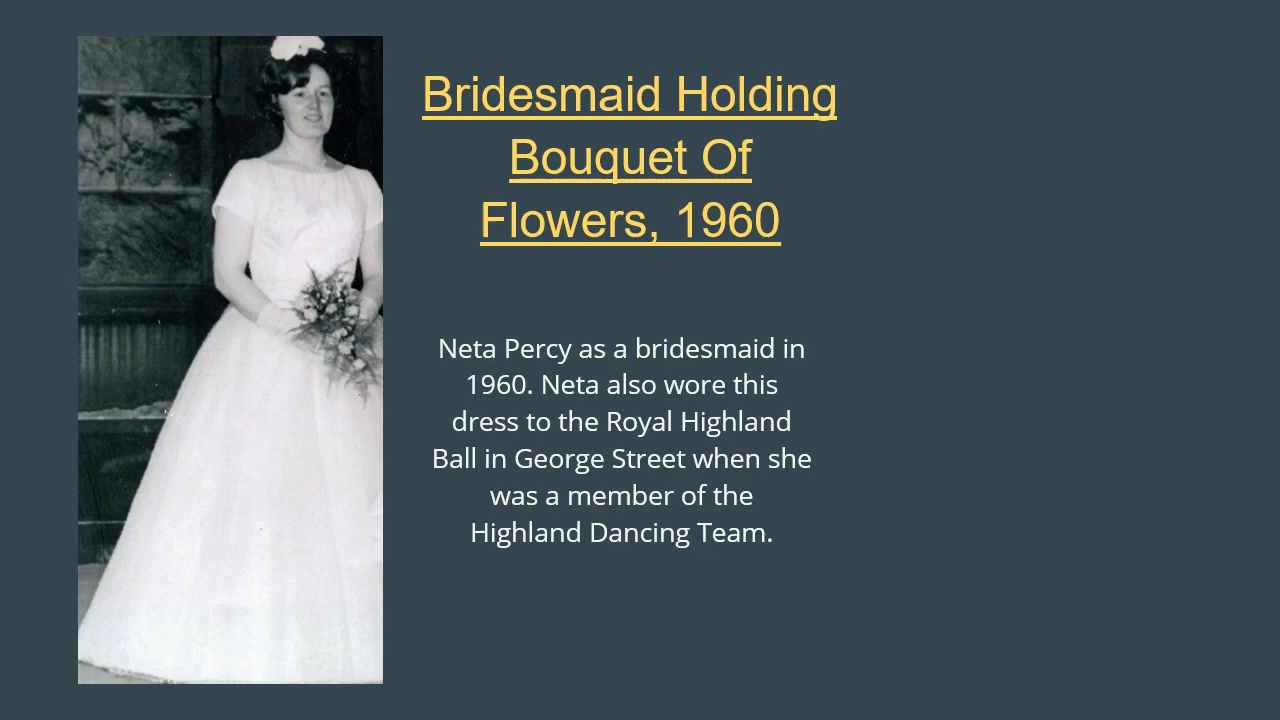 Bridesmaid Holding
Bouquet Of
Flowers, 1960
Neta Percy as a bridesmaid in
1960. Neta also wore this
dress to the Royal Highland
Ball in George Street when she
was a member of the
Highland Dancing Team.